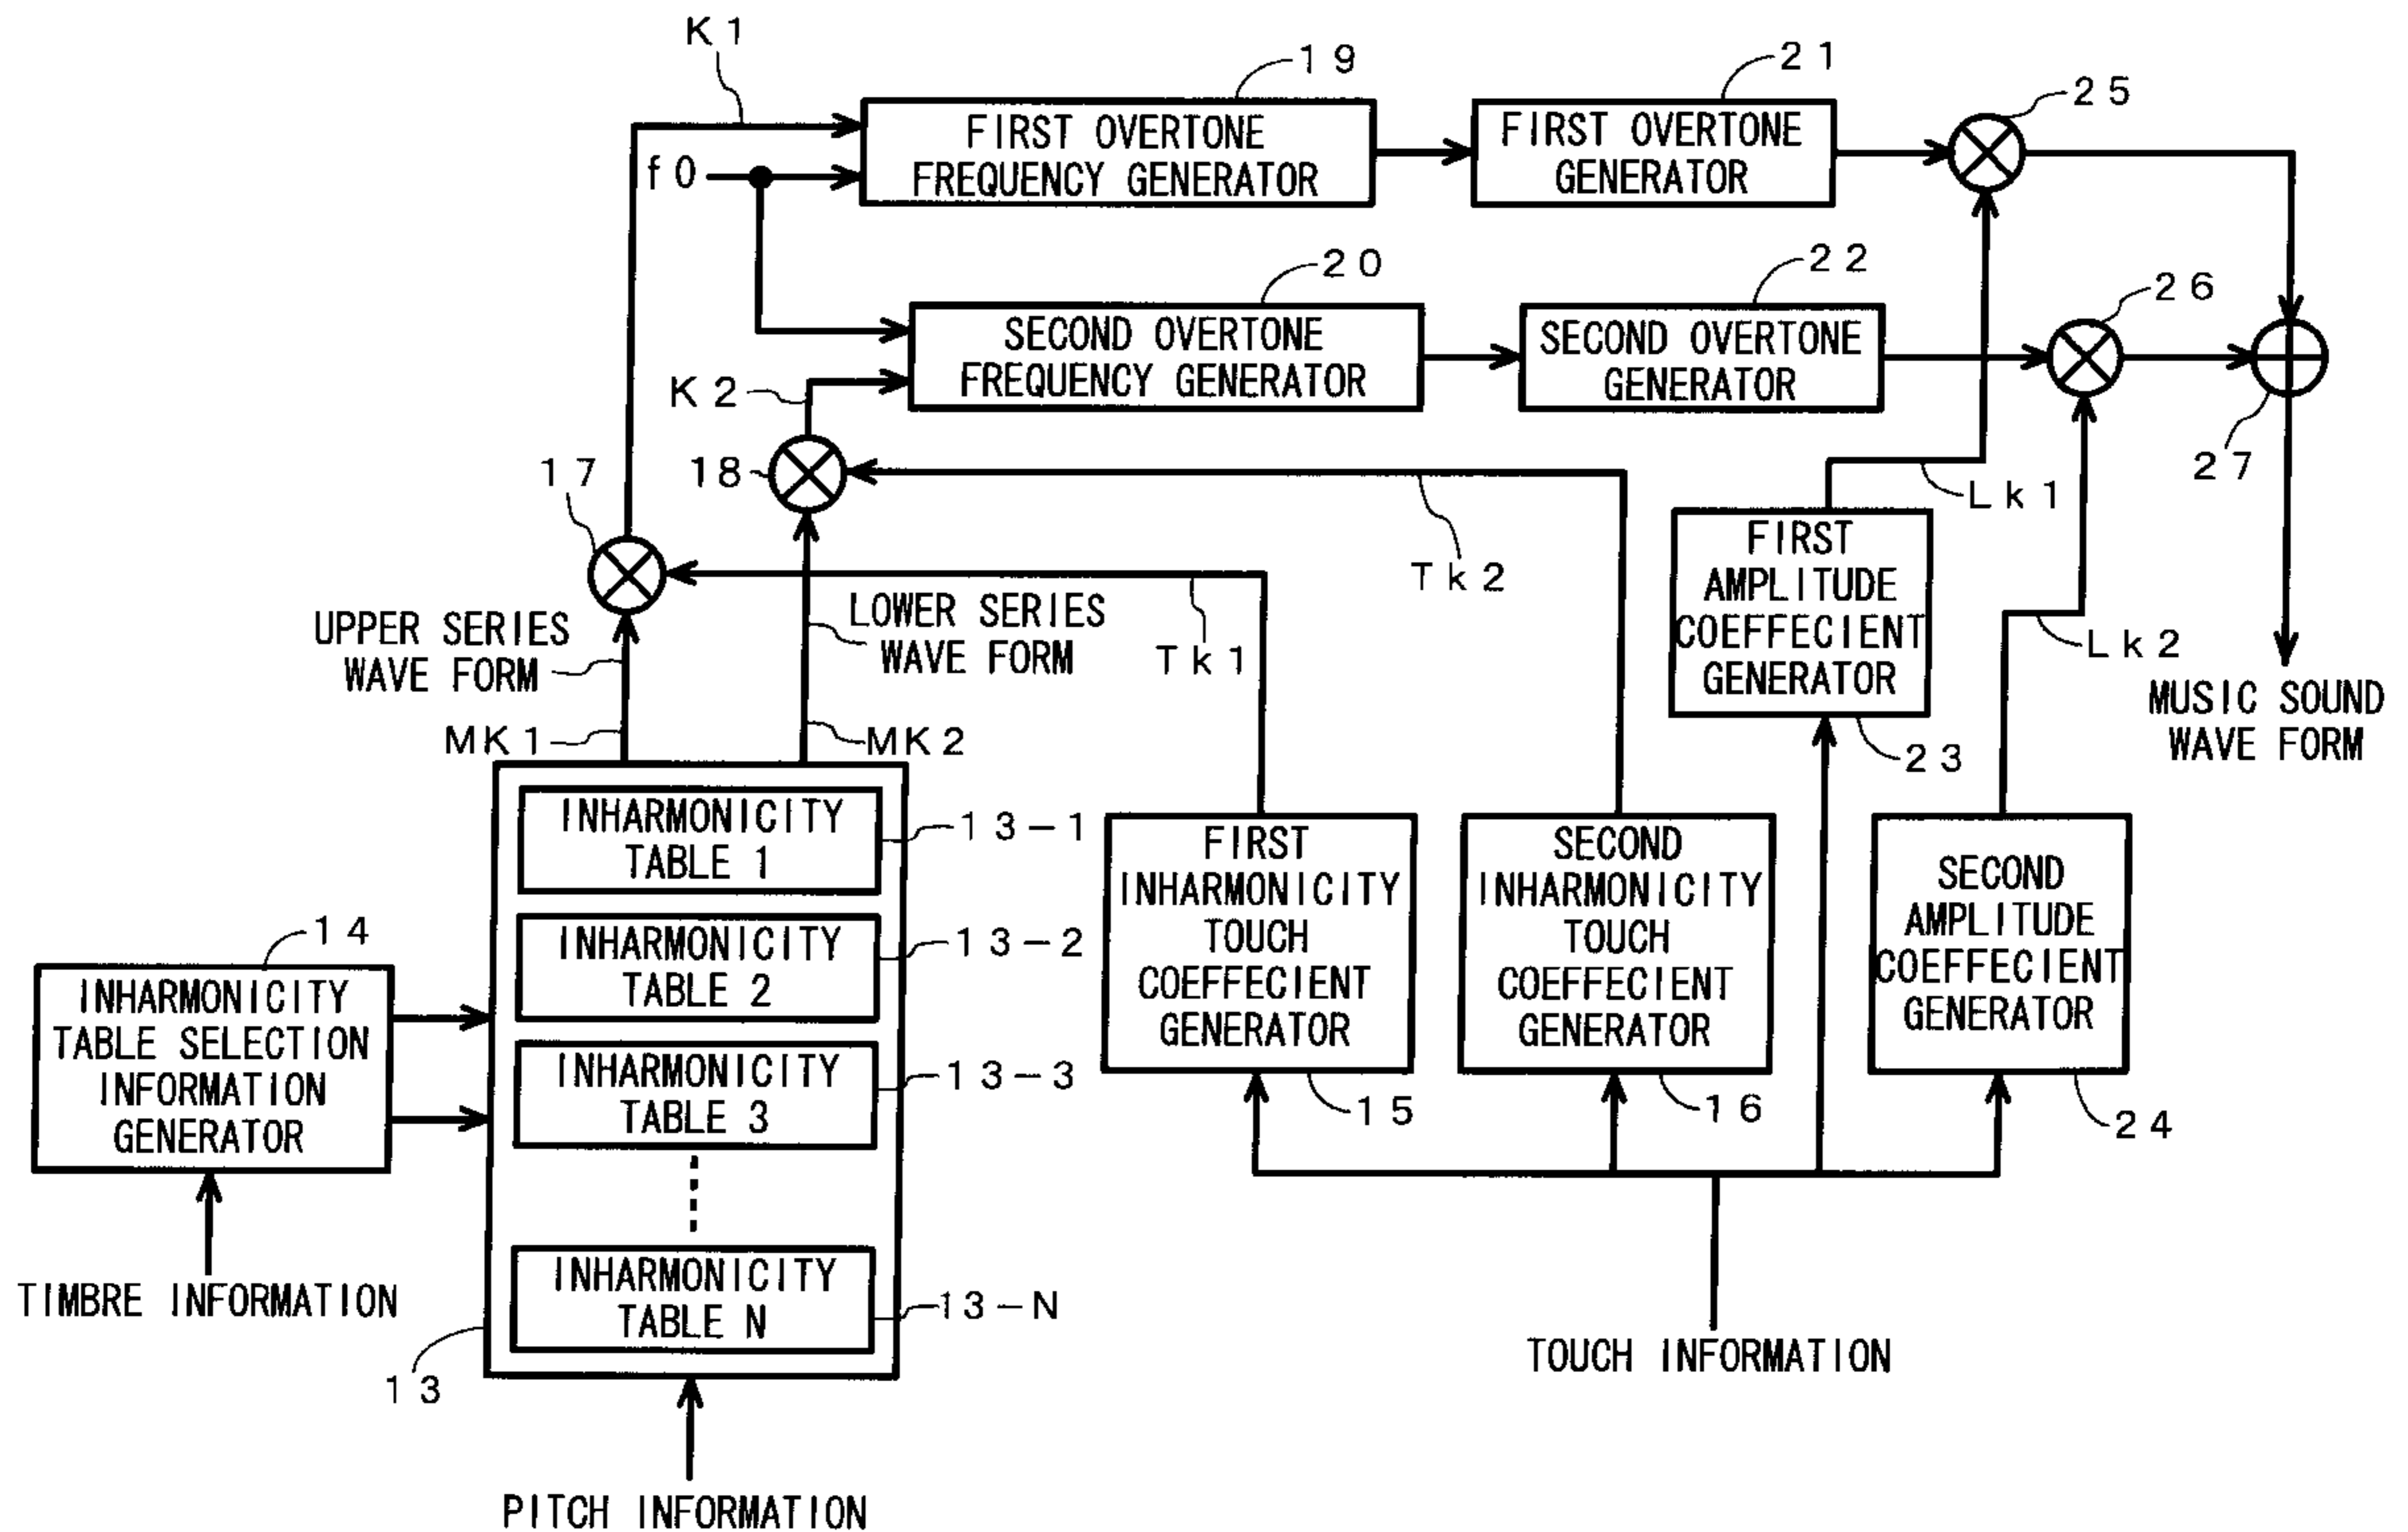 K1
19
21
25
FIRST OVERTONE
FREQUENCY GENERATOR
FIRST OVERTONE
GENERATOR
f0
20
22
26
SECOND OVERTONE
FREQUENCY GENERATOR
SECOND OVERTONE
GENERATOR
K2
17
18
27
Lk1
Tk2
FIRST
AMPLITUDE
COEFFECIENT
GENERATOR
UPPER SERIES
WAVE FORM
LOWER SERIES
WAVE FORM
Tk1
Lk2
MUSIC SOUND
WAVE FORM
MK1
MK2
23
INHARMONICITY
TABLE 1
13-1
FIRST
INHARMONICITY
TOUCH
COEFFECIENT
GENERATOR
SECOND
INHARMONICITY
TOUCH
COEFFECIENT
GENERATOR
SECOND
AMPLITUDE
COEFFECIENT
GENERATOR
14
INHARMONICITY
TABLE 2
13-2
INHARMONICITY
TABLE SELECTION
INFORMATION
GENERATOR
INHARMONICITY
TABLE 3
13-3
15
16
24
INHARMONICITY
TABLE N
13-N
TIMBRE INFORMATION
13
TOUCH INFORMATION
PITCH INFORMATION